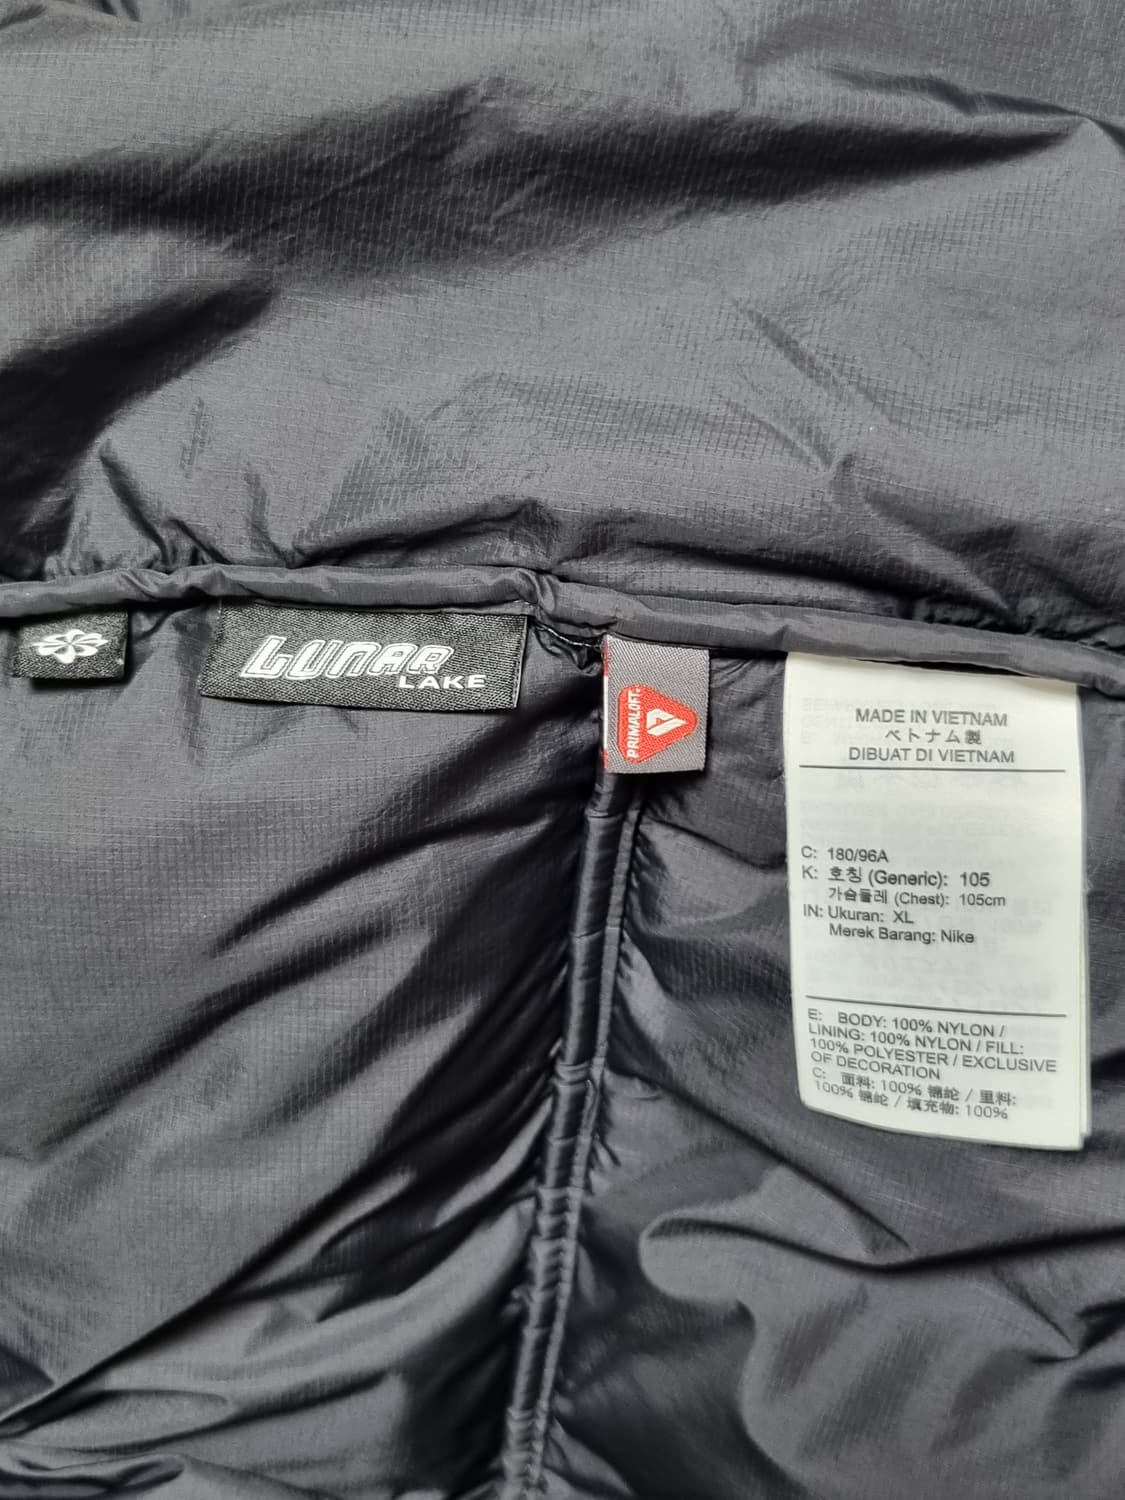 LUNAR
LAKE
PRIMALOFT
MADE IN VIETNAM
ベトナム製
DIBUAT DI VIETNAM
C: 180/96A
K: 호칭 (Generic): 105
가슴둘레 (Chest): 105cm
IN: Ukuran: XL
Merek Barang: Nike
E: BODY: 100% NYLON /
LINING: 100% NYLON / FILL:
100% POLYESTER / EXCLUSIVE
OF DECORATION
C: 面料: 100% 锦纶 / 里料:
100% 锦纶 / 填充物: 100%